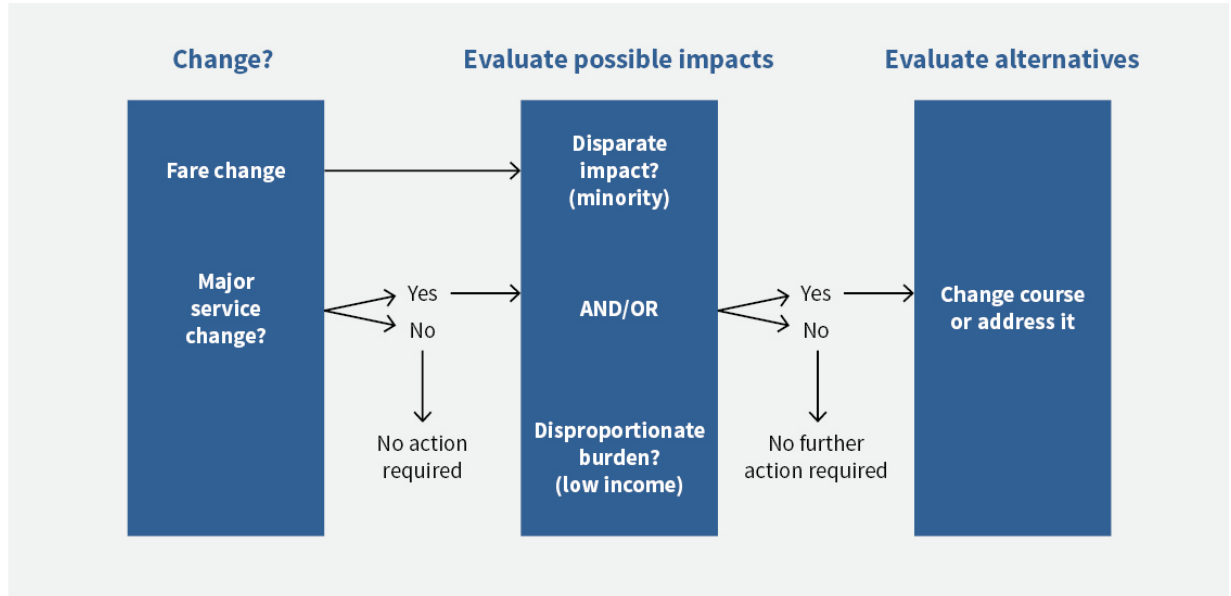 Change?
Fare change
Major
service
change?
Yes
No
No action
required
Evaluate possible impacts
Disparate
impact?
(minority)
AND/OR
Disproportionate
burden?
(low income)
Yes
No
No further
action required
Evaluate alternatives
Change course
or address it